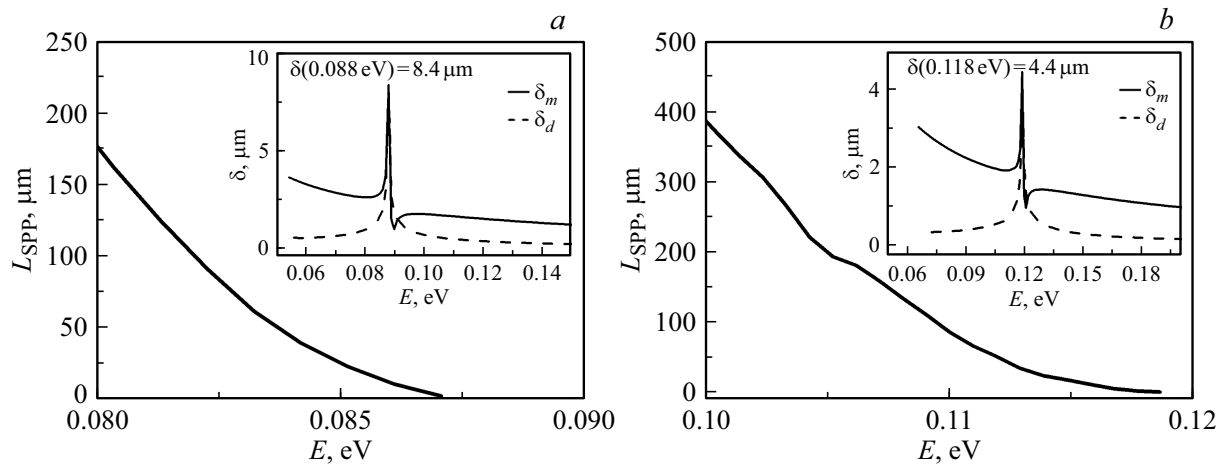 a
250
200
150
100
50
0
L_SPP, μm
0.080
0.085
0.090
E, eV
10
5
0
δ, μm
δ(0.088 eV) = 8.4 μm
δ_m
δ_d
0.06
0.08
0.10
0.12
0.14
E, eV
b
500
400
300
200
100
0
L_SPP, μm
0.10
0.11
0.12
E, eV
4
2
0
δ, μm
δ(0.118 eV) = 4.4 μm
δ_m
δ_d
0.06
0.09
0.12
0.15
0.18
E, eV